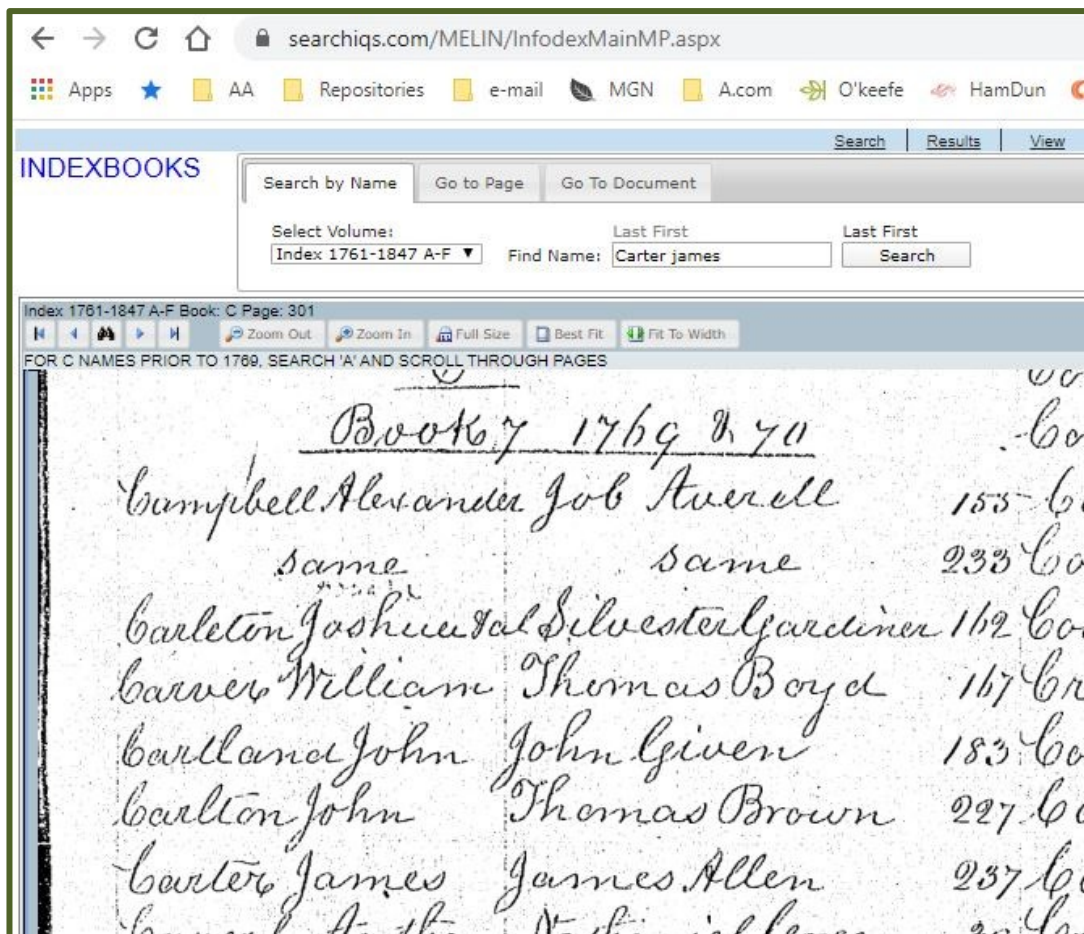 searchiqs.com/MELIN/InfodexMainMP.aspx
Apps AA Repositories e-mail MGN A.com O'keefe HamDun
Search Results View
INDEXBOOKS
Search by Name Go to Page Go To Document
Select Volume: Last First Last First
Index 1761-1847 A-F Find Name: Carter james Search
Index 1761-1847 A-F Book: C Page: 301
Zoom Out Zoom In Full Size Best Fit Fit To Width
FOR C NAMES PRIOR TO 1769, SEARCH 'A' AND SCROLL THROUGH PAGES
C
Book 7 1769 & 70
Campbell Alexander Job Averell 155
same same 233
Carleton Joshua &al Silvester Gardiner 162
Carver William Thomas Boyd 167
Cartland John John Given 183
Carlton John Thomas Brown 227
Carter James James Allen 237